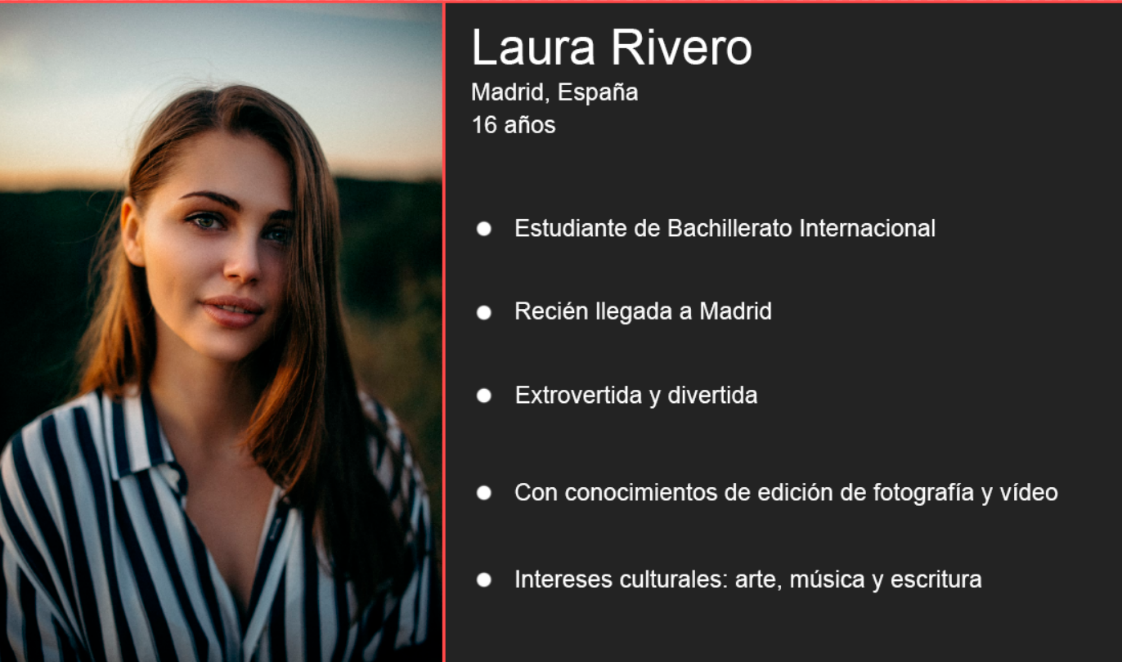 Laura Rivero
Madrid, España
16 años
Estudiante de Bachillerato Internacional
Recién llegada a Madrid
Extrovertida y divertida
Con conocimientos de edición de fotografía y vídeo
Intereses culturales: arte, música y escritura